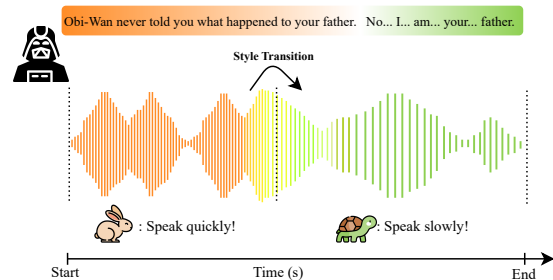 Obi-Wan never told you what happened to your father. No... I... am... your... father.
Style Transition
: Speak quickly! : Speak slowly!
Start Time (s) End